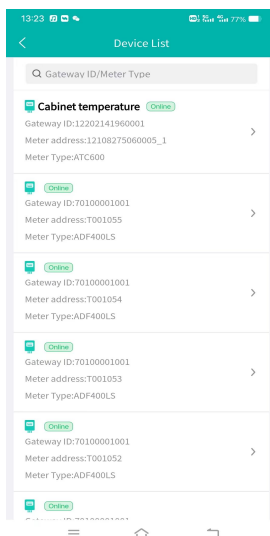 13:23
77%
Device List
Gateway ID/Meter Type
Cabinet temperature Online
Gateway ID:12202141960001
Meter address:12108275060005_1
Meter Type:ATC600
Online
Gateway ID:70100001001
Meter address:T001055
Meter Type:ADF400LS
Online
Gateway ID:70100001001
Meter address:T001054
Meter Type:ADF400LS
Online
Gateway ID:70100001001
Meter address:T001053
Meter Type:ADF400LS
Online
Gateway ID:70100001001
Meter address:T001052
Meter Type:ADF400LS
Online
Gateway ID:70100001001